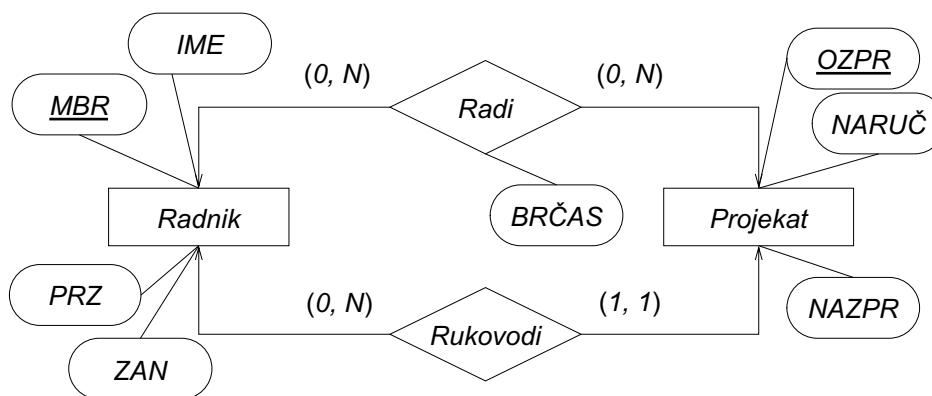 IME
(0, N)
(0, N)
OZPR
MBR
Radi
NARUČ
Radnik
BRČAS
Projekat
PRZ
(0, N)
(1, 1)
NAZPR
Rukovodi
ZAN